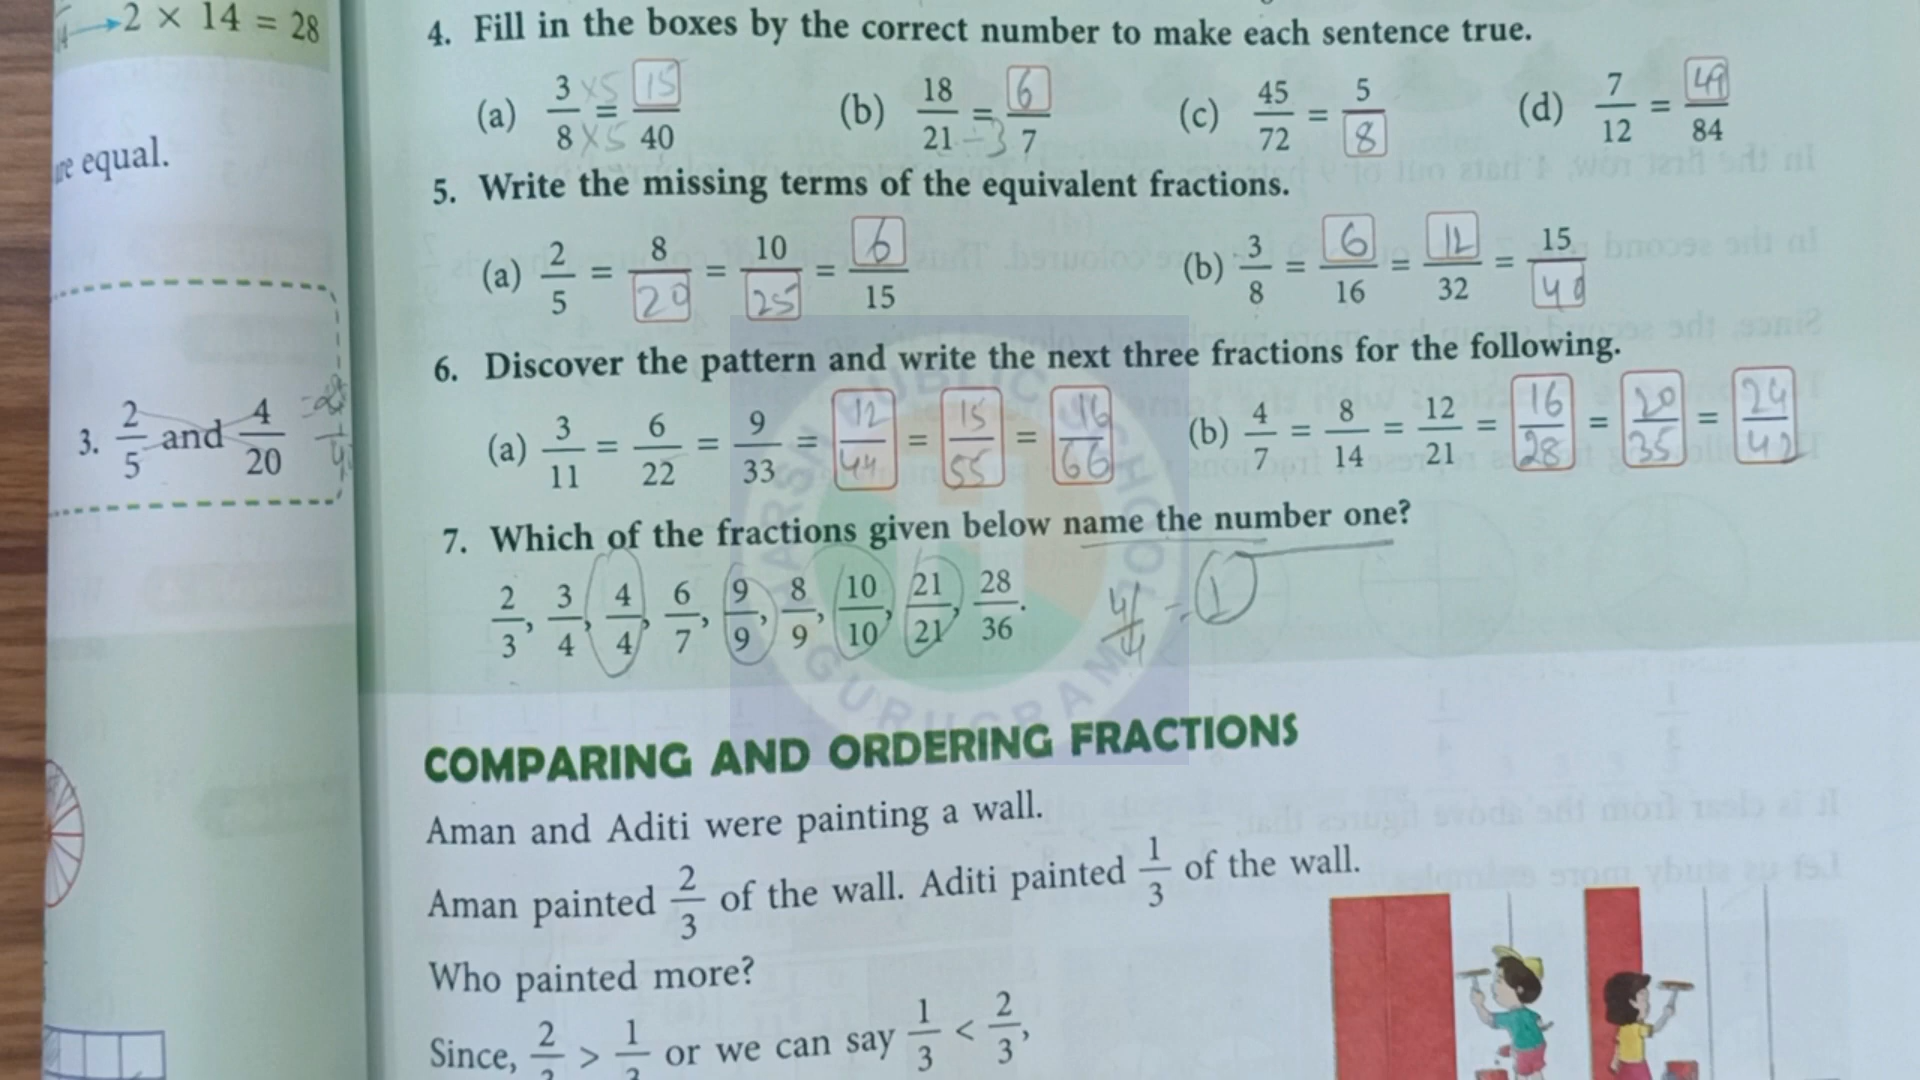 2 × 14 = 28
equal.
3. 2/5 and 4/20
4. Fill in the boxes by the correct number to make each sentence true.
(a) 3/8 ×5/×5 = 15/40 (b) 18/21 ÷3 = 6/7 (c) 45/72 = 5/8 (d) 7/12 = 49/84
5. Write the missing terms of the equivalent fractions.
(a) 2/5 = 8/20 = 10/25 = 6/15 (b) 3/8 = 6/16 = 12/32 = 15/40
6. Discover the pattern and write the next three fractions for the following.
(a) 3/11 = 6/22 = 9/33 = 12/44 = 15/55 = 16/66 (b) 4/7 = 8/14 = 12/21 = 16/28 = 20/35 = 24/42
7. Which of the fractions given below name the number one?
2/3, 3/4, 4/4, 6/7, 9/9, 8/9, 10/10, 21/21, 28/36. 4/4 = 1
HARSH PUBLIC SCHOOL GURUGRAM
COMPARING AND ORDERING FRACTIONS
Aman and Aditi were painting a wall.
Aman painted 2/3 of the wall. Aditi painted 1/3 of the wall.
Who painted more?
Since, 2/3 > 1/3 or we can say 1/3 < 2/3,